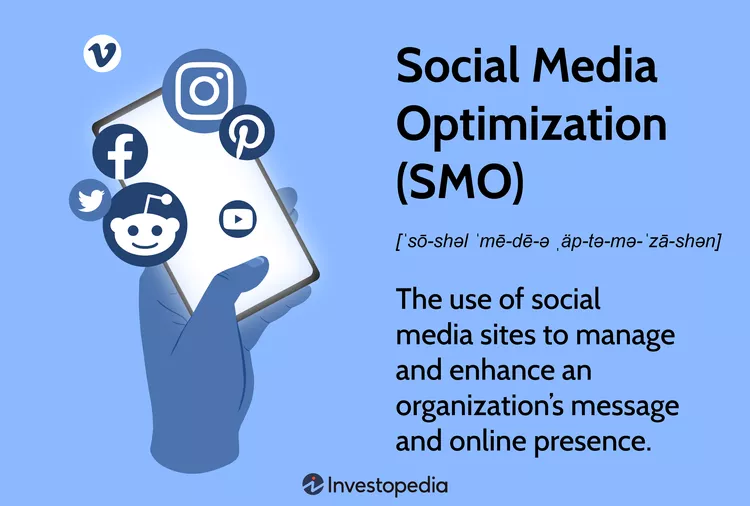 Social Media
Optimization
(SMO)
[ˈsō-shəl ˈmē-dē-ə ˌäp-tə-mə-ˈzā-shən]
The use of social
media sites to manage
and enhance an
organization’s message
and online presence.
Investopedia